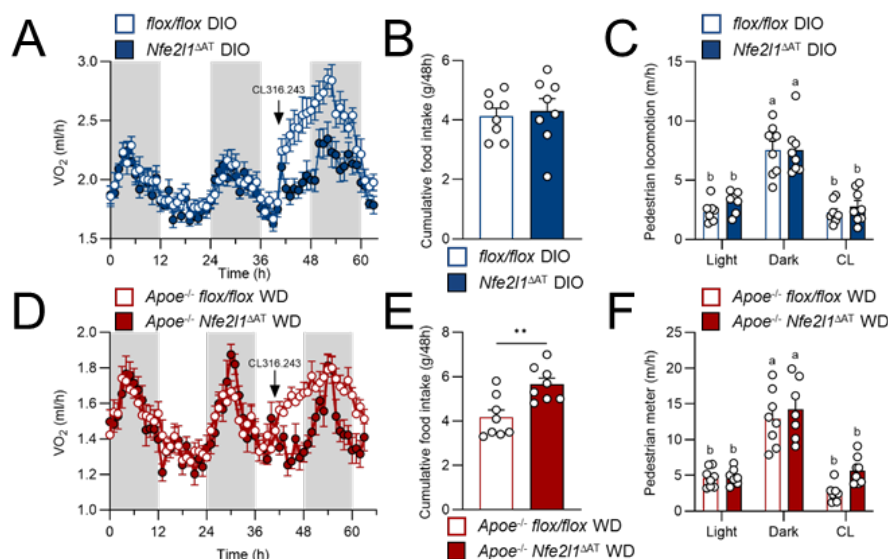 A
flox/flox DIO
Nfe2l1ΔAT DIO
VO2 (ml/h)
3.0
2.5
2.0
1.5
CL316.243
0 12 24 36 48 60
Time (h)
B
Cumulative food intake (g/48h)
6
4
2
0
flox/flox DIO
Nfe2l1ΔAT DIO
C
flox/flox DIO
Nfe2l1ΔAT DIO
Pedestrian locomotion (m/h)
15
10
5
0
b b a a b b
Light Dark CL
D
Apoe-/- flox/flox WD
Apoe-/- Nfe2l1ΔAT WD
VO2 (ml/h)
2.0
1.8
1.6
1.4
1.2
1.0
CL316.243
0 12 24 36 48 60
Time (h)
E
Cumulative food intake (g/48h)
8
6
4
2
0
**
Apoe-/- flox/flox WD
Apoe-/- Nfe2l1ΔAT WD
F
Apoe-/- flox/flox WD
Apoe-/- Nfe2l1ΔAT WD
Pedestrian meter (m/h)
25
20
15
10
5
0
b b a a b b
Light Dark CL